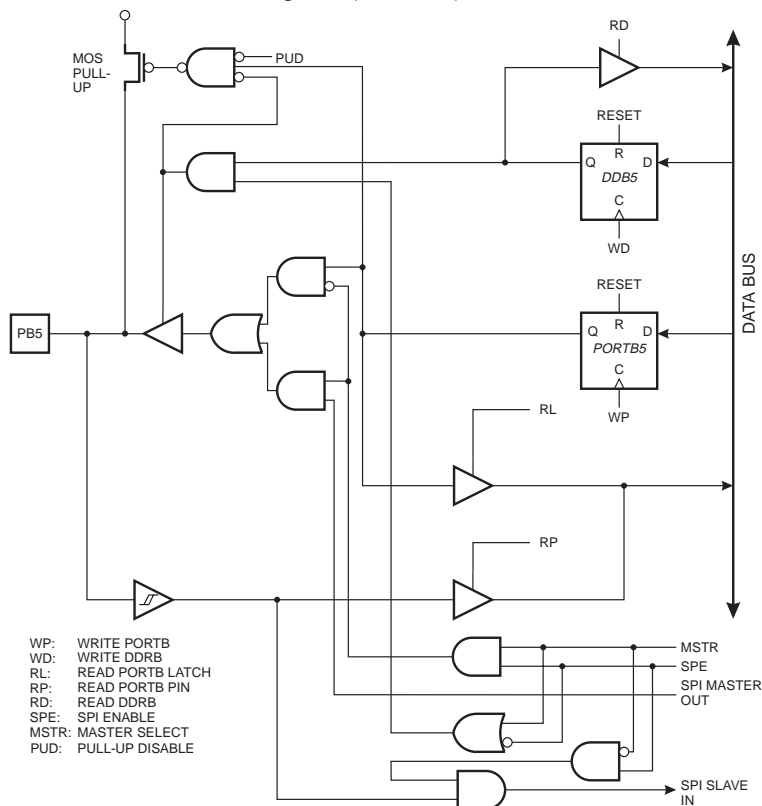 RD
MOS
PULL-
UP
PUD
RESET
R
Q
D
DDB5
C
WD
RESET
R
Q
D
PORTB5
C
WP
DATA BUS
PB5
RL
RP
MSTR
SPE
SPI MASTER
OUT
SPI SLAVE
IN
WP: WRITE PORTB
WD: WRITE DDRB
RL: READ PORTB LATCH
RP: READ PORTB PIN
RD: READ DDRB
SPE: SPI ENABLE
MSTR: MASTER SELECT
PUD: PULL-UP DISABLE